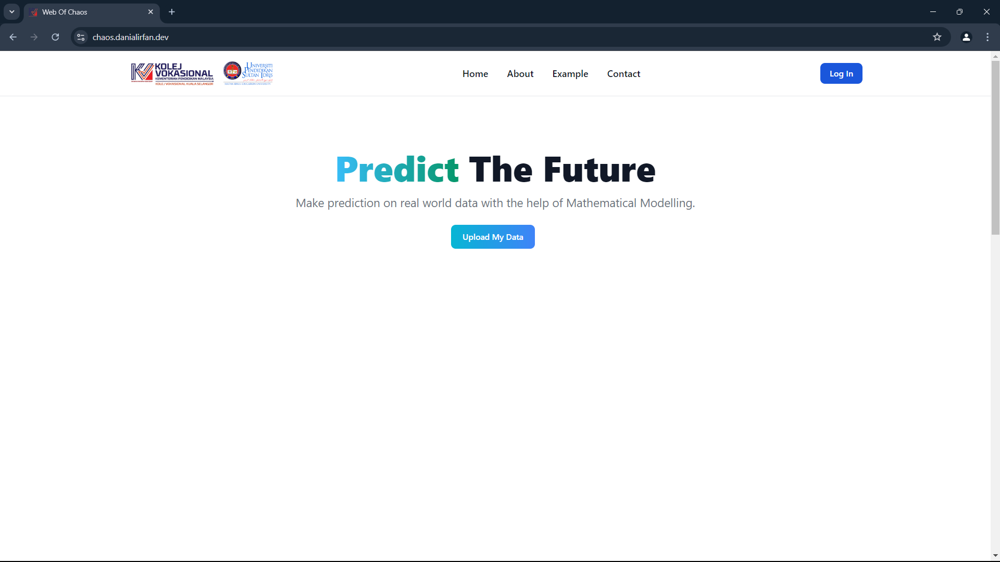 Web Of Chaos
chaos.danialirfan.dev
KOLEJ
VOKASIONAL
KEMENTERIAN PENDIDIKAN MALAYSIA
KOLEJ VOKASIONAL KUALA SELANGOR
UNIVERSITI
PENDIDIKAN
SULTAN IDRIS
SULTAN IDRIS EDUCATION UNIVERSITY
Home About Example Contact
Log In
Predict The Future
Make prediction on real world data with the help of Mathematical Modelling.
Upload My Data